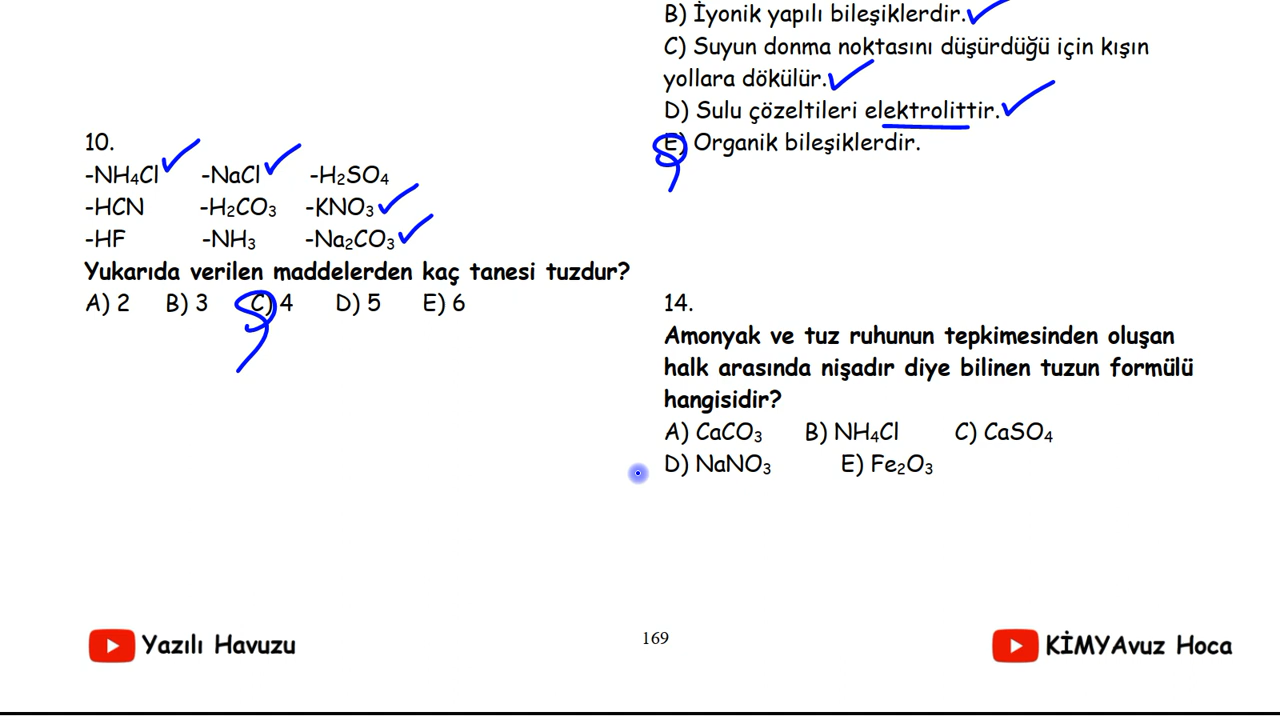 10.
-NH₄Cl -NaCl -H₂SO₄
-HCN -H₂CO₃ -KNO₃
-HF -NH₃ -Na₂CO₃
Yukarıda verilen maddelerden kaç tanesi tuzdur?
A) 2 B) 3 C) 4 D) 5 E) 6
B) İyonik yapılı bileşiklerdir.
C) Suyun donma noktasını düşürdüğü için kışın
yollara dökülür.
D) Sulu çözeltileri elektrolittir.
E) Organik bileşiklerdir.
14.
Amonyak ve tuz ruhunun tepkimesinden oluşan
halk arasında nişadır diye bilinen tuzun formülü
hangisidir?
A) CaCO₃ B) NH₄Cl C) CaSO₄
D) NaNO₃ E) Fe₂O₃
Yazılı Havuzu
169
KİMYAvuz Hoca